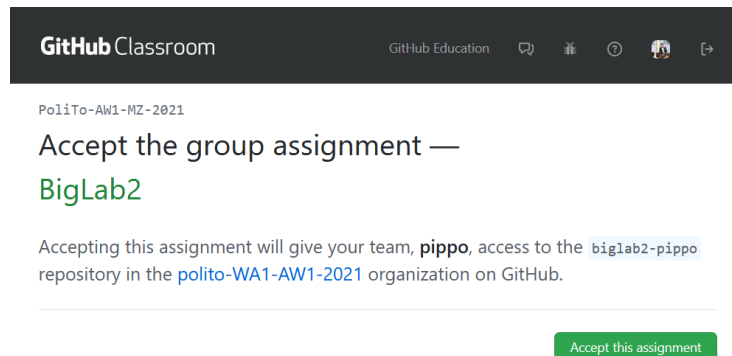 GitHub Classroom
GitHub Education
PoliTo-AW1-MZ-2021
Accept the group assignment —
BigLab2
Accepting this assignment will give your team, pippo, access to the biglab2-pippo
repository in the polito-WA1-AW1-2021 organization on GitHub.
Accept this assignment